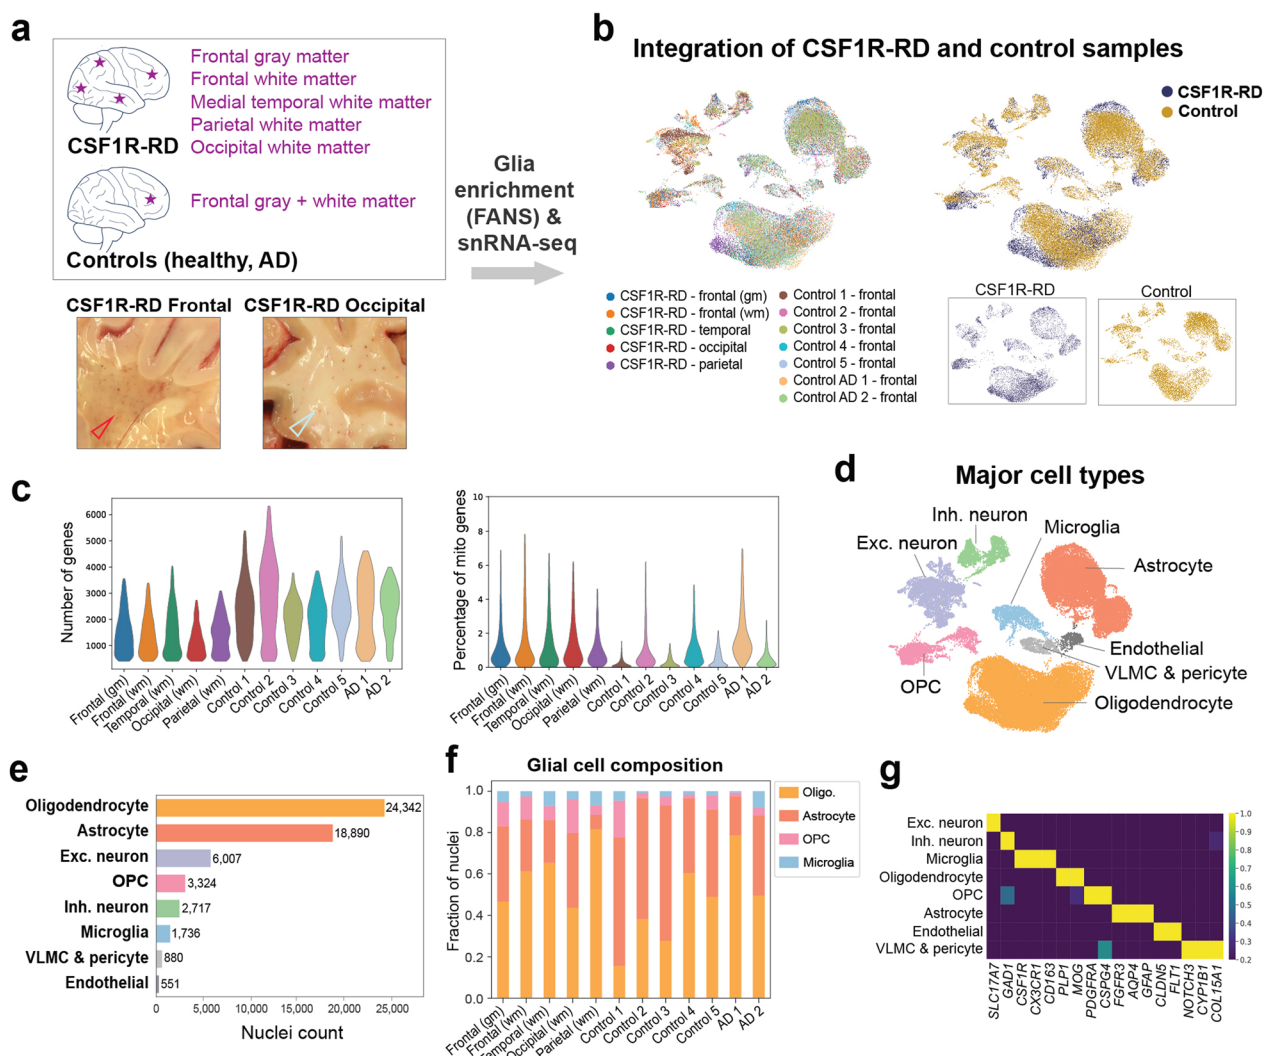 a
Frontal gray matter
Frontal white matter
Medial temporal white matter
Parietal white matter
Occipital white matter
CSF1R-RD
Frontal gray + white matter
Controls (healthy, AD)
CSF1R-RD Frontal
CSF1R-RD Occipital
Glia
enrichment
(FANS) &
snRNA-seq
b
Integration of CSF1R-RD and control samples
CSF1R-RD
Control
CSF1R-RD - frontal (gm)
CSF1R-RD - frontal (wm)
CSF1R-RD - temporal
CSF1R-RD - occipital
CSF1R-RD - parietal
Control 1 - frontal
Control 2 - frontal
Control 3 - frontal
Control 4 - frontal
Control 5 - frontal
Control AD 1 - frontal
Control AD 2 - frontal
CSF1R-RD
Control
c
Number of genes
6000
5000
4000
3000
2000
1000
Frontal (gm)
Frontal (wm)
Temporal (wm)
Occipital (wm)
Parietal (wm)
Control 1
Control 2
Control 3
Control 4
Control 5
AD 1
AD 2
Percentage of mito genes
10
8
6
4
2
0
Frontal (gm)
Frontal (wm)
Temporal (wm)
Occipital (wm)
Parietal (wm)
Control 1
Control 2
Control 3
Control 4
Control 5
AD 1
AD 2
d
Major cell types
Inh. neuron
Microglia
Exc. neuron
Astrocyte
Endothelial
VLMC & pericyte
OPC
Oligodendrocyte
e
Oligodendrocyte 24,342
Astrocyte 18,890
Exc. neuron 6,007
OPC 3,324
Inh. neuron 2,717
Microglia 1,736
VLMC & pericyte 880
Endothelial 551
0 5,000 10,000 15,000 20,000 25,000
Nuclei count
f
Glial cell composition
Fraction of nuclei
1.0
0.8
0.6
0.4
0.2
0.0
Frontal (gm)
Frontal (wm)
Temporal (wm)
Occipital (wm)
Parietal (wm)
Control 1
Control 2
Control 3
Control 4
Control 5
AD 1
AD 2
Oligo.
Astrocyte
OPC
Microglia
g
Exc. neuron
Inh. neuron
Microglia
Oligodendrocyte
OPC
Astrocyte
Endothelial
VLMC & pericyte
SLC17A7
GAD1
CSF1R
CX3CR1
CD163
PLP1
MOG
PDGFRA
CSPG4
FGFR3
AQP4
GFAP
CLDN5
FLT1
NOTCH3
CYP1B1
COL15A1
1.0
0.9
0.8
0.7
0.6
0.5
0.4
0.3
0.2